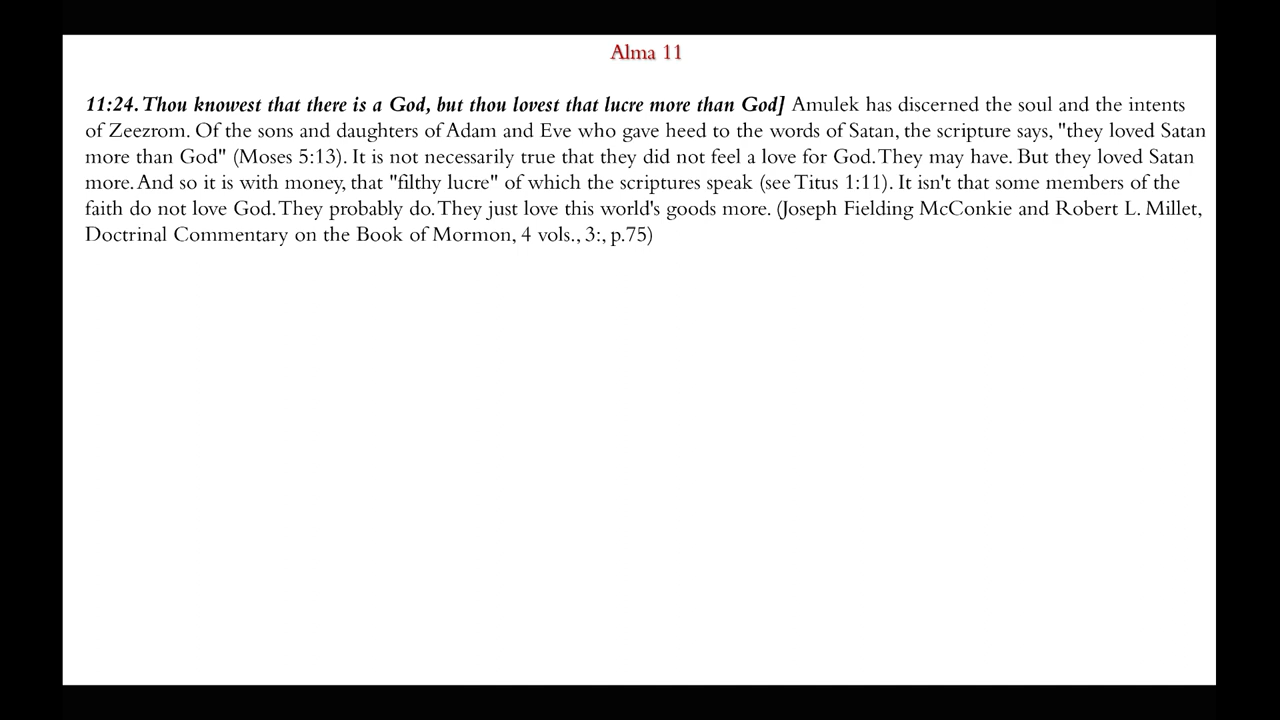 Alma 11
11:24. Thou knowest that there is a God, but thou lovest that lucre more than God] Amulek has discerned the soul and the intents
of Zeezrom. Of the sons and daughters of Adam and Eve who gave heed to the words of Satan, the scripture says, "they loved Satan
more than God" (Moses 5:13). It is not necessarily true that they did not feel a love for God. They may have. But they loved Satan
more. And so it is with money, that "filthy lucre" of which the scriptures speak (see Titus 1:11). It isn't that some members of the
faith do not love God. They probably do. They just love this world's goods more. (Joseph Fielding McConkie and Robert L. Millet,
Doctrinal Commentary on the Book of Mormon, 4 vols., 3:, p.75)